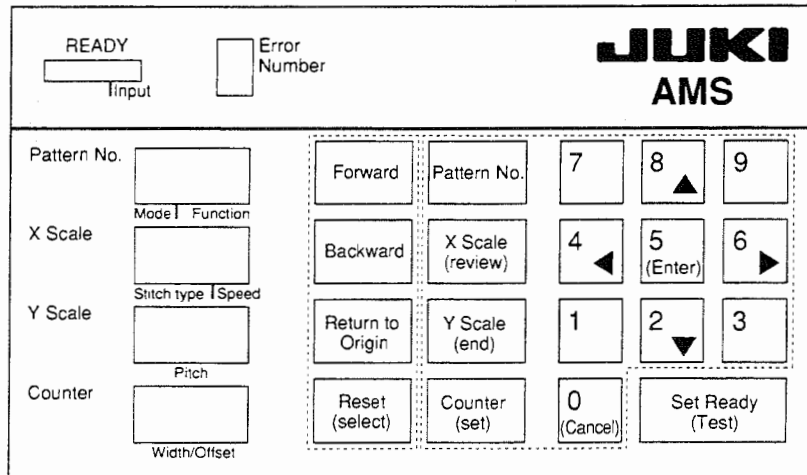 READY
Input
Error
Number
JUKI
AMS
Pattern No.
Mode Function
X Scale
Stitch type Speed
Y Scale
Pitch
Counter
Width/Offset
Forward
Pattern No.
7
8
9
Backward
X Scale
(review)
4
5
(Enter)
6
Return to
Origin
Y Scale
(end)
1
2
3
Reset
(select)
Counter
(set)
0
(Cancel)
Set Ready
(Test)